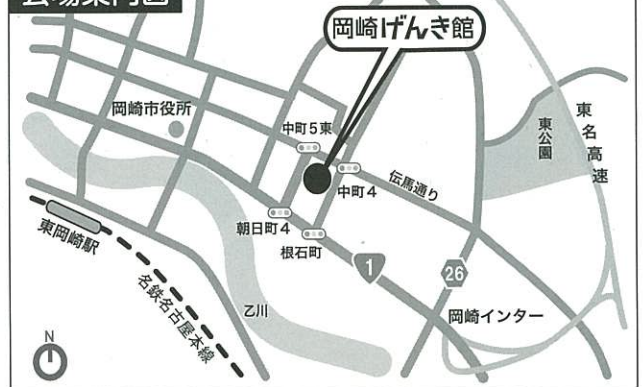 会場案内図
岡崎げんき館
岡崎市役所
中町5東
中町4
伝馬通り
東公園
東名高速
朝日町4
根石町
東岡崎駅
名鉄名古屋本線
乙川
1
26
岡崎インター
N